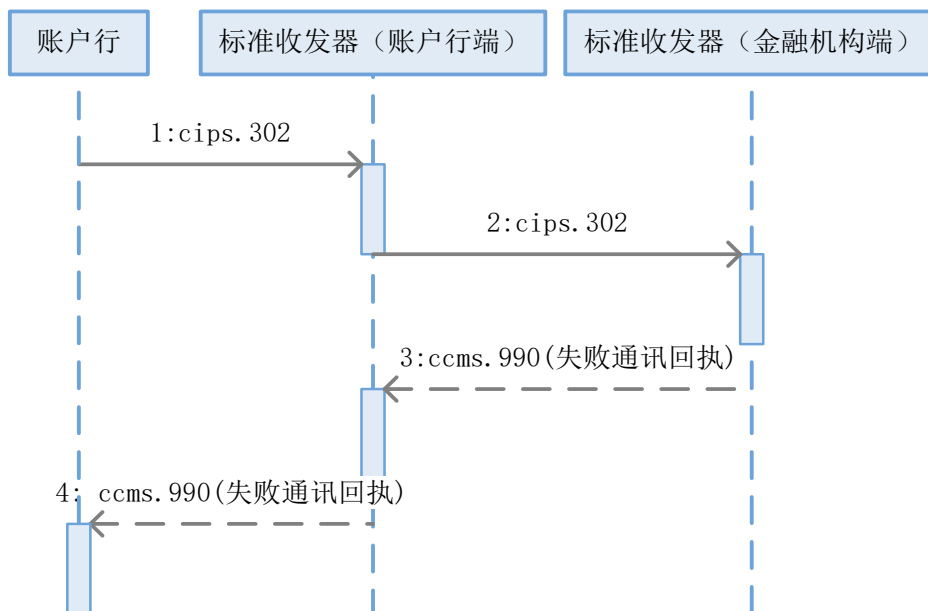 账户行
标准收发器（账户行端）
标准收发器（金融机构端）
1:cips.302
2:cips.302
3:ccms.990(失败通讯回执)
4: ccms.990(失败通讯回执)